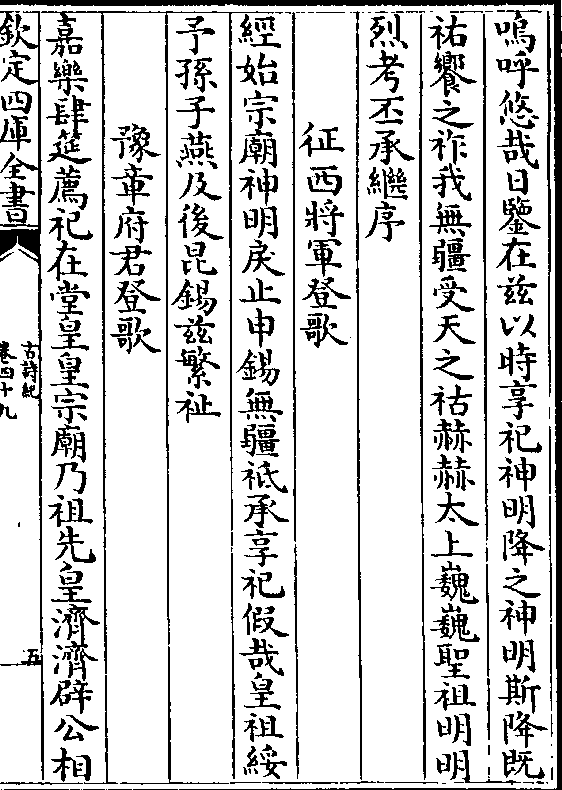 嗚呼悠哉日鑒在兹以時享祀神明降之神明斯降既
祐饗之祚我無疆受天之祜赫赫太上巍巍聖祖明明
烈考丕承繼序
征西將軍登歌
經始宗廟神明戾止申錫無疆祗承享祀假哉皇祖綏
予孫子燕及後昆錫兹繁祉
豫章府君登歌
嘉樂肆筵薦祀在堂皇皇宗廟乃祖先皇濟濟辟公相
欽定四庫全書
古詩紀
卷四十九
五